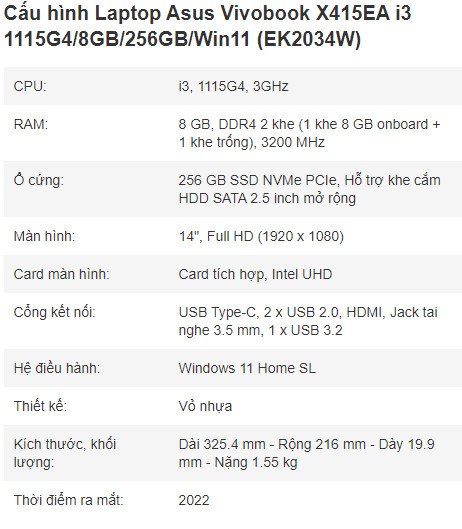 Cấu hình Laptop Asus Vivobook X415EA i3
1115G4/8GB/256GB/Win11 (EK2034W)
CPU: i3, 1115G4, 3GHz
RAM: 8 GB, DDR4 2 khe (1 khe 8 GB onboard +
1 khe trống), 3200 MHz
Ổ cứng: 256 GB SSD NVMe PCIe, Hỗ trợ khe cắm
HDD SATA 2.5 inch mở rộng
Màn hình: 14", Full HD (1920 x 1080)
Card màn hình: Card tích hợp, Intel UHD
Cổng kết nối: USB Type-C, 2 x USB 2.0, HDMI, Jack tai
nghe 3.5 mm, 1 x USB 3.2
Hệ điều hành: Windows 11 Home SL
Thiết kế: Vỏ nhựa
Kích thước, khối Dài 325.4 mm - Rộng 216 mm - Dày 19.9
lượng: mm - Nặng 1.55 kg
Thời điểm ra mắt: 2022